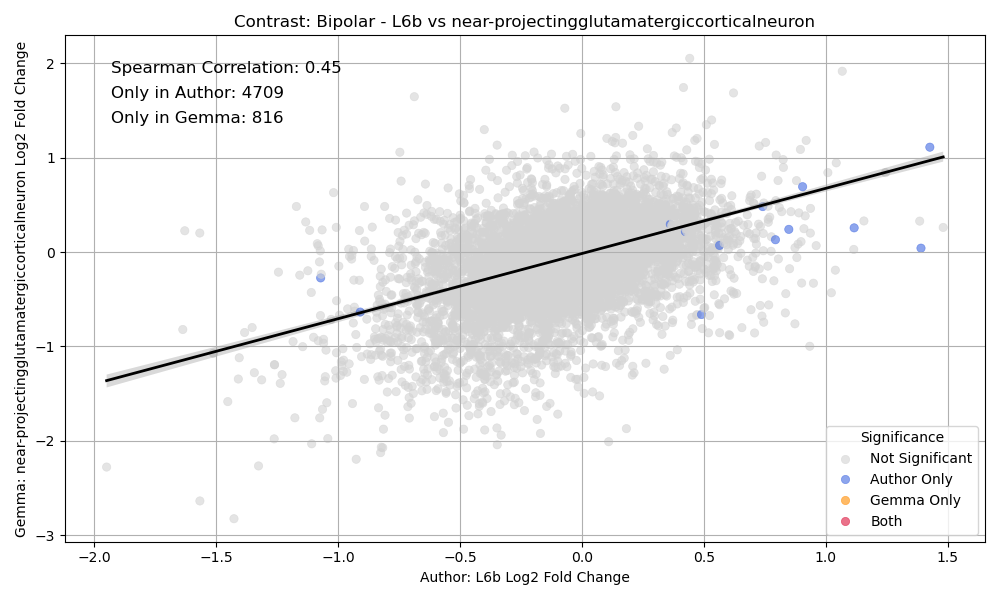 Contrast: Bipolar - L6b vs near-projectingglutamatergiccorticalneuron
Gemma: near-projectingglutamatergiccorticalneuron Log2 Fold Change
2
1
0
−1
−2
−3
Spearman Correlation: 0.45
Only in Author: 4709
Only in Gemma: 816
Significance
Not Significant
Author Only
Gemma Only
Both
−2.0 −1.5 −1.0 −0.5 0.0 0.5 1.0 1.5
Author: L6b Log2 Fold Change